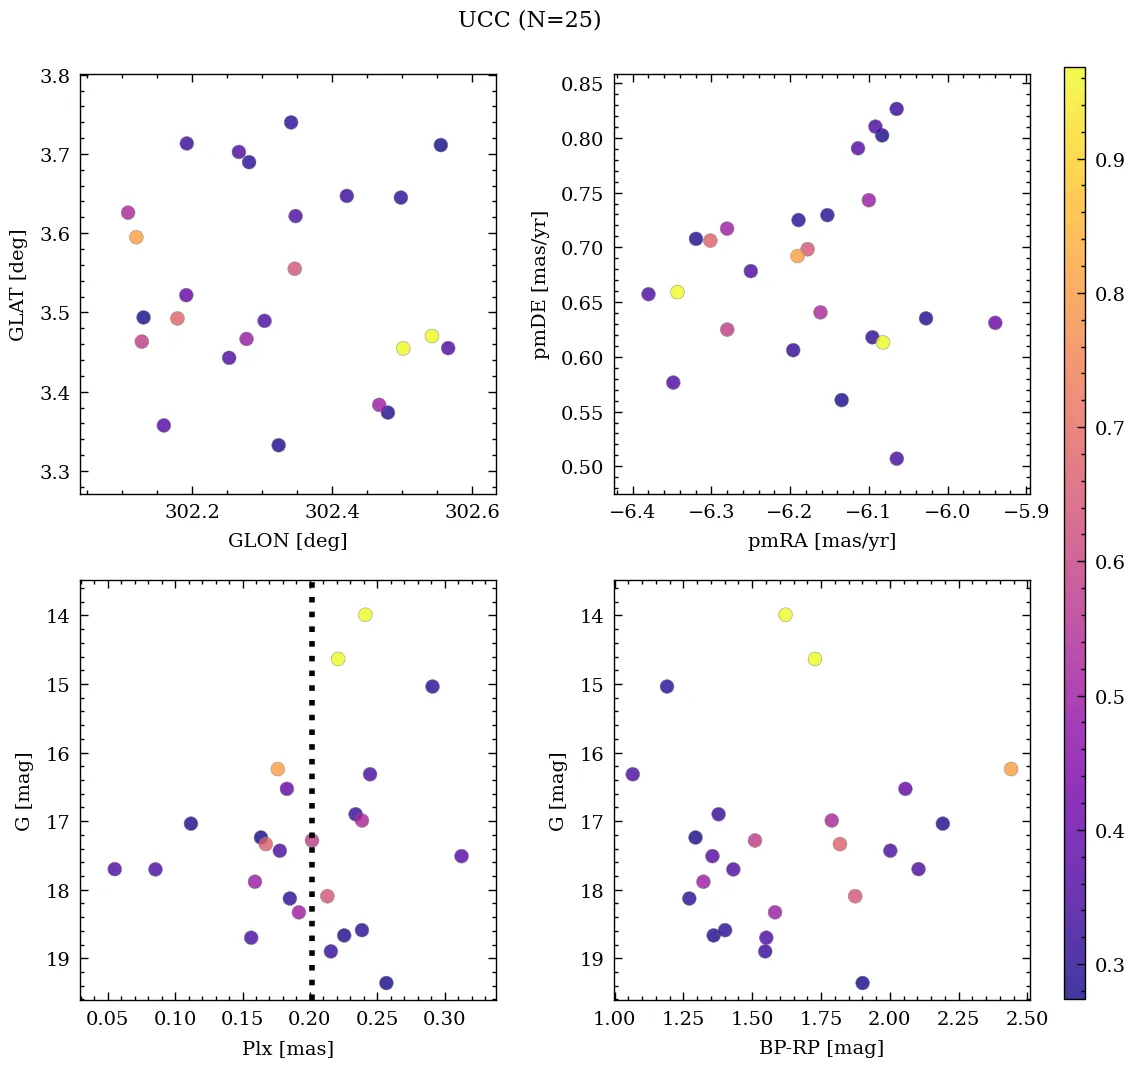 UCC (N=25)
3.8
3.7
3.6
3.5
3.4
3.3
GLAT [deg]
302.2 302.4 302.6
GLON [deg]
0.85
0.80
0.75
0.70
0.65
0.60
0.55
0.50
pmDE [mas/yr]
−6.4 −6.3 −6.2 −6.1 −6.0 −5.9
pmRA [mas/yr]
14
15
16
17
18
19
G [mag]
0.05 0.10 0.15 0.20 0.25 0.30
Plx [mas]
14
15
16
17
18
19
G [mag]
1.00 1.25 1.50 1.75 2.00 2.25 2.50
BP-RP [mag]
0.9
0.8
0.7
0.6
0.5
0.4
0.3